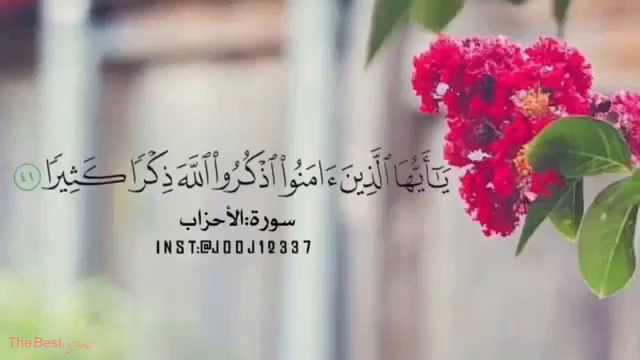 يَٰٓأَيُّهَا ٱلَّذِينَ ءَامَنُوا۟ ٱذْكُرُوا۟ ٱللَّهَ ذِكْرًا كَثِيرًا ٤١
سورة:الأحزاب
INST:@JOOJ12337
The Best